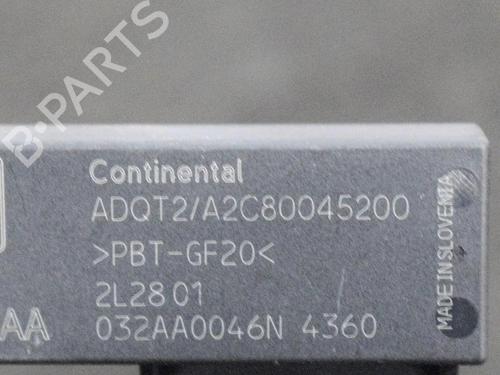 B-PARTS
Continental
ADQT2/A2C80045200
>PBT-GF20<
2L28 01
AA 032AA0046N 4360
MADE IN SLOVENIA